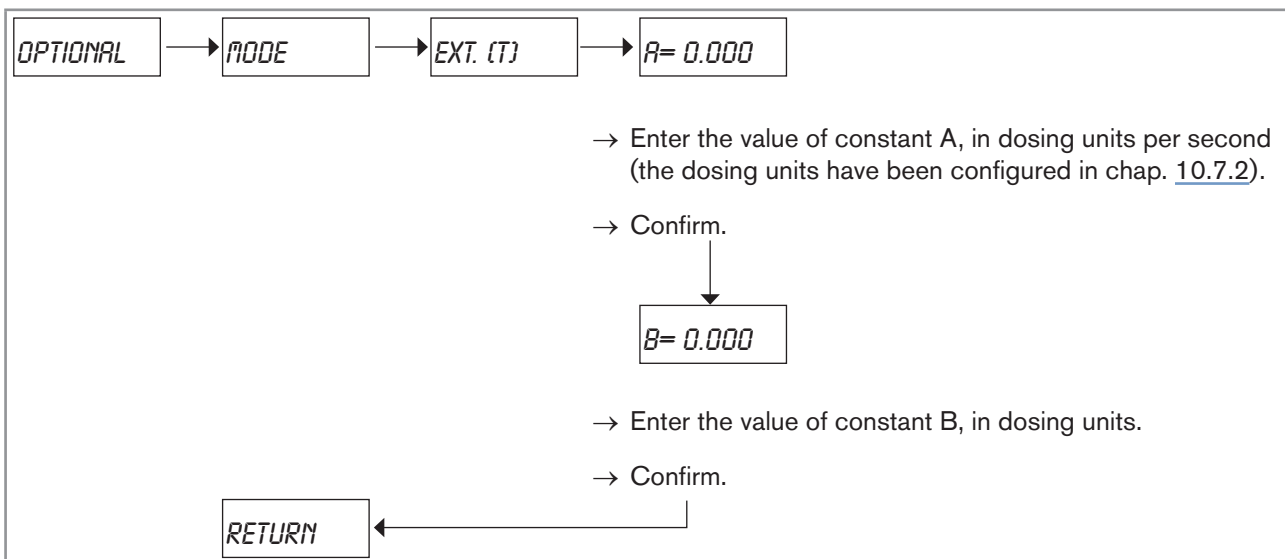 OPTIONAL
MODE
EXT. (T)
A= 0.000
→ Enter the value of constant A, in dosing units per second
(the dosing units have been configured in chap. 10.7.2).
→ Confirm.
B= 0.000
→ Enter the value of constant B, in dosing units.
→ Confirm.
RETURN